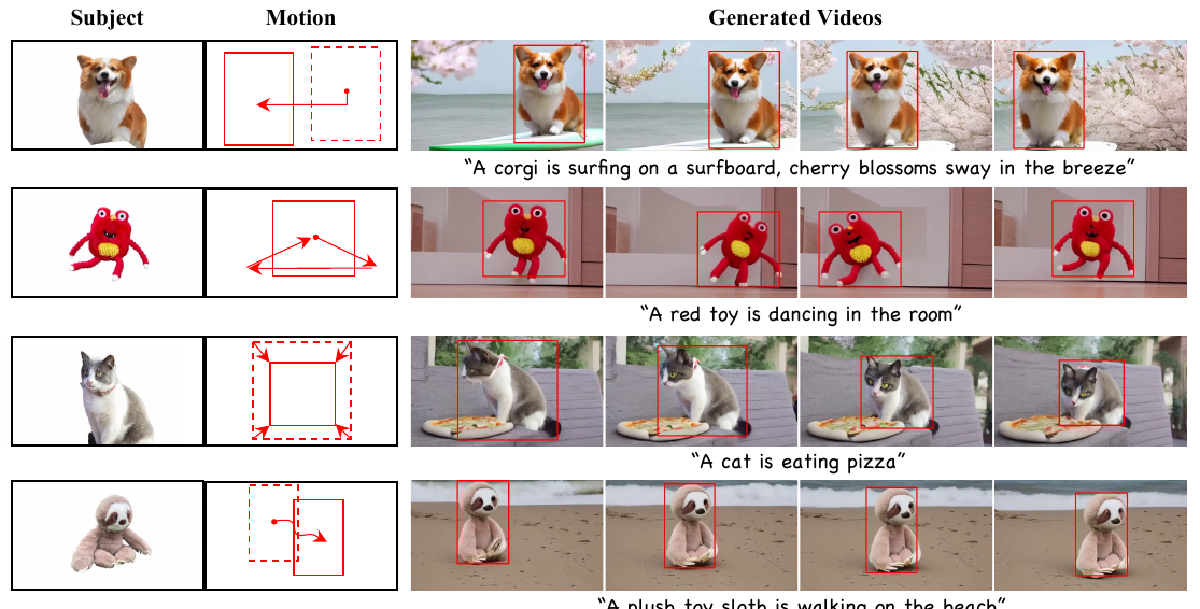 Subject Motion Generated Videos
“A corgi is surfing on a surfboard, cherry blossoms sway in the breeze”
“A red toy is dancing in the room”
“A cat is eating pizza”
“A plush toy sloth is walking on the beach”